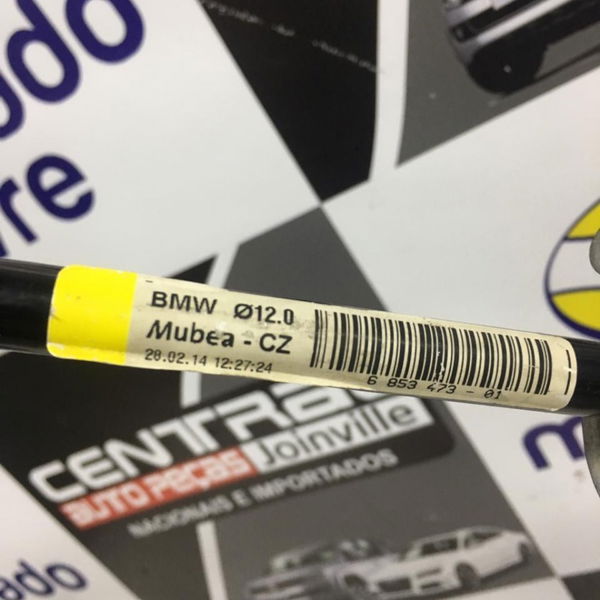 BMW Ø12.0
Mubea - CZ
28.02.14 12:27:24
6 853 473 - 01
CENTRAL
AUTO PEÇAS Joinville
NACIONAIS E IMPORTADOS